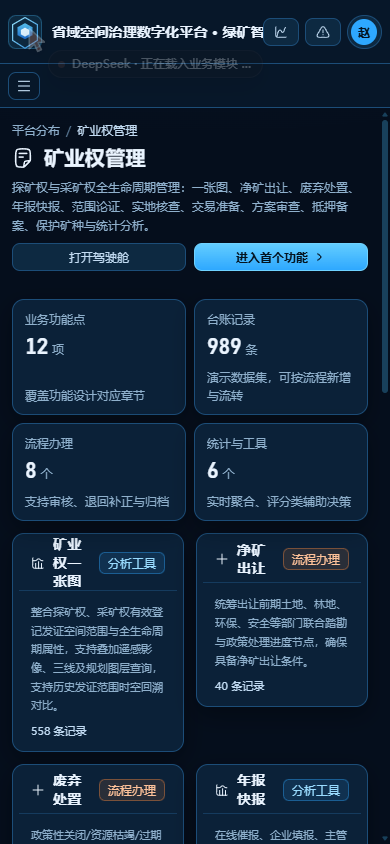 省域空间治理数字化平台 • 绿矿智
赵
DeepSeek · 正在载入业务模块 ...
平台分布 / 矿业权管理
矿业权管理
探矿权与采矿权全生命周期管理：一张图、净矿出让、废弃处置、
年报快报、范围论证、实地核查、交易准备、方案审查、抵押备
案、保护矿种与统计分析。
打开驾驶舱
进入首个功能
业务功能点
12 项
覆盖功能设计对应章节
台账记录
989 条
演示数据集，可按流程新增
与流转
流程办理
8 个
支持审核、退回补正与归档
统计与工具
6 个
实时聚合、评分类辅助决策
矿业
权一
张图
分析工具
整合探矿权、采矿权有效登
记发证空间范围与全生命周
期属性，支持叠加遥感影
像、三线及规划图层查询，
支持历史发证范围时空回溯
对比。
558 条记录
净矿
出让
流程办理
统筹出让前期土地、林地、
环保、安全等部门联合踏勘
与政策处理进度节点，确保
具备净矿出让条件。
40 条记录
废弃
处置
流程办理
政策性关闭/资源枯竭/过期
年报
快报
分析工具
在线催报、企业填报、主管